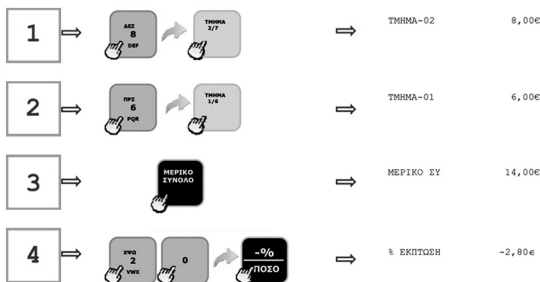 1 ΔΕΖ 8 DEF ΤΜΗΜΑ 2/7 ΤΜΗΜΑ-02 8,00€
2 ΠΡΣ 6 PQR ΤΜΗΜΑ 1/6 ΤΜΗΜΑ-01 6,00€
3 ΜΕΡΙΚΟ ΣΥΝΟΛΟ ΜΕΡΙΚΟ ΣΥ 14,00€
4 ΧΨΩ 2 VWX 0 -% ΠΟΣΟ % ΕΚΠΤΩΣΗ -2,80€